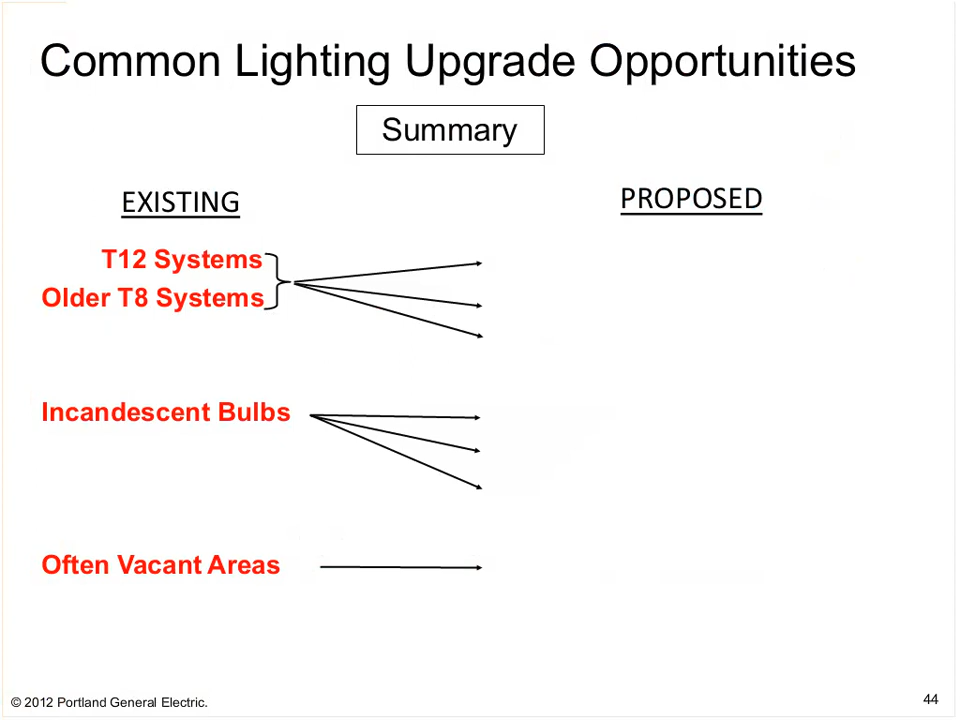 Common Lighting Upgrade Opportunities
Summary
EXISTING
PROPOSED
T12 Systems
Older T8 Systems
Incandescent Bulbs
Often Vacant Areas
© 2012 Portland General Electric.
44